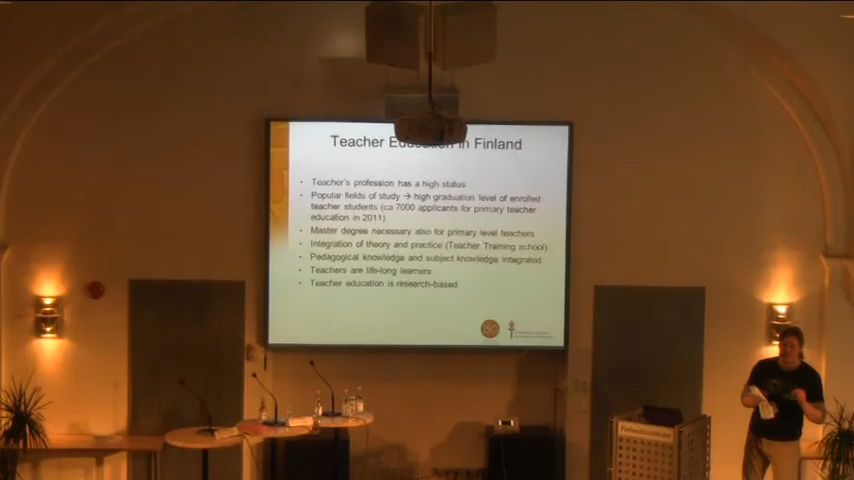 Teacher Education in Finland
• Teacher's profession has a high status
• Popular fields of study → high graduation level of enrolled
teacher students (ca 7000 applicants for primary teacher
education in 2011)
• Master degree necessary also for primary level teachers
• Integration of theory and practice (Teacher Training school)
• Pedagogical knowledge and subject knowledge integrated
• Teachers are life-long learners
• Teacher education is research-based